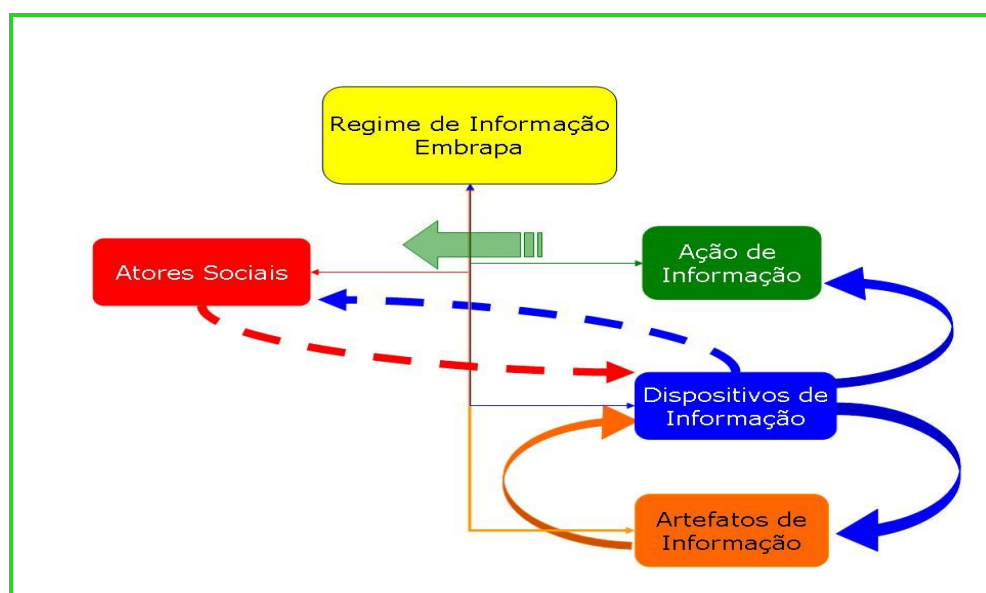 Regime de Informação
Embrapa
Atores Sociais
Ação de
Informação
Dispositivos de
Informação
Artefatos de
Informação